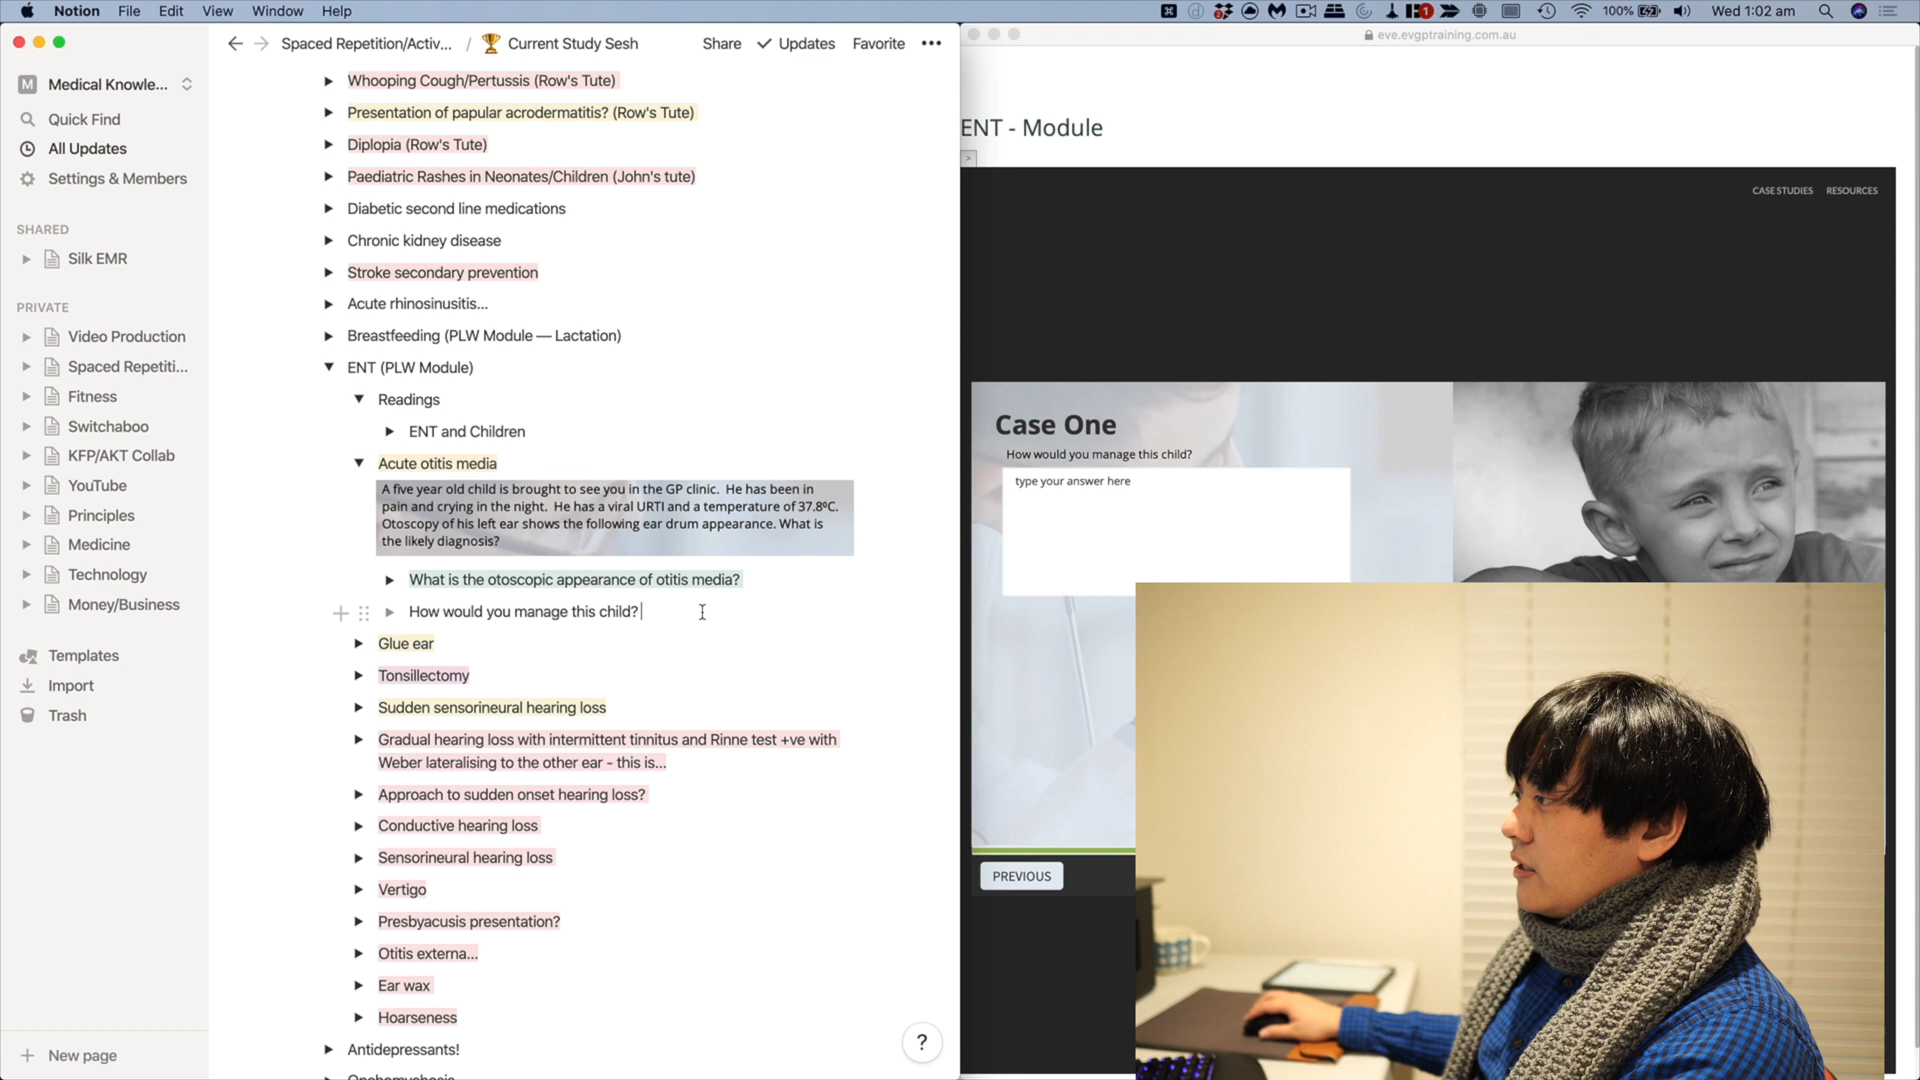 Notion File Edit View Window Help
1
100%
Wed 1:02 am
Spaced Repetition/Activ... / Current Study Sesh
Share Updates Favorite
M Medical Knowle...
Quick Find
All Updates
Settings & Members
SHARED
Silk EMR
PRIVATE
Video Production
Spaced Repetiti...
Fitness
Switchaboo
KFP/AKT Collab
YouTube
Principles
Medicine
Technology
Money/Business
Templates
Import
Trash
New page
Whooping Cough/Pertussis (Row's Tute)
Presentation of papular acrodermatitis? (Row's Tute)
Diplopia (Row's Tute)
Paediatric Rashes in Neonates/Children (John's tute)
Diabetic second line medications
Chronic kidney disease
Stroke secondary prevention
Acute rhinosinusitis...
Breastfeeding (PLW Module — Lactation)
ENT (PLW Module)
Readings
ENT and Children
Acute otitis media
A five year old child is brought to see you in the GP clinic. He has been in
pain and crying in the night. He has a viral URTI and a temperature of 37.8ºC.
Otoscopy of his left ear shows the following ear drum appearance. What is
the likely diagnosis?
What is the otoscopic appearance of otitis media?
How would you manage this child?
Glue ear
Tonsillectomy
Sudden sensorineural hearing loss
Gradual hearing loss with intermittent tinnitus and Rinne test +ve with
Weber lateralising to the other ear - this is...
Approach to sudden onset hearing loss?
Conductive hearing loss
Sensorineural hearing loss
Vertigo
Presbyacusis presentation?
Otitis externa...
Ear wax
Hoarseness
Antidepressants!
?
eve.evgptraining.com.au
ENT - Module
>
CASE STUDIES RESOURCES
Case One
How would you manage this child?
type your answer here
PREVIOUS